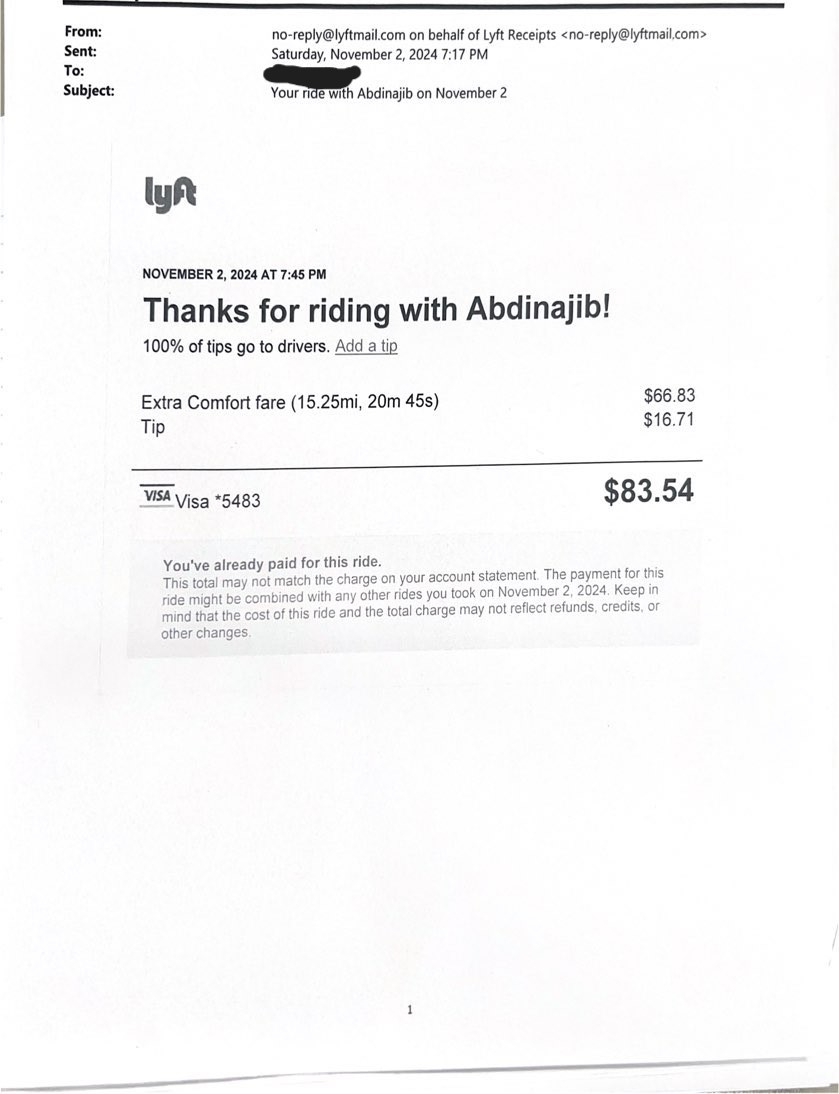 From: no-reply@lyftmail.com on behalf of Lyft Receipts <no-reply@lyftmail.com>
Sent: Saturday, November 2, 2024 7:17 PM
To:
Subject: Your ride with Abdinajib on November 2
lyft
NOVEMBER 2, 2024 AT 7:45 PM
Thanks for riding with Abdinajib!
100% of tips go to drivers. Add a tip
Extra Comfort fare (15.25mi, 20m 45s) $66.83
Tip $16.71
VISA Visa *5483 $83.54
You've already paid for this ride.
This total may not match the charge on your account statement. The payment for this
ride might be combined with any other rides you took on November 2, 2024. Keep in
mind that the cost of this ride and the total charge may not reflect refunds, credits, or
other changes.
1